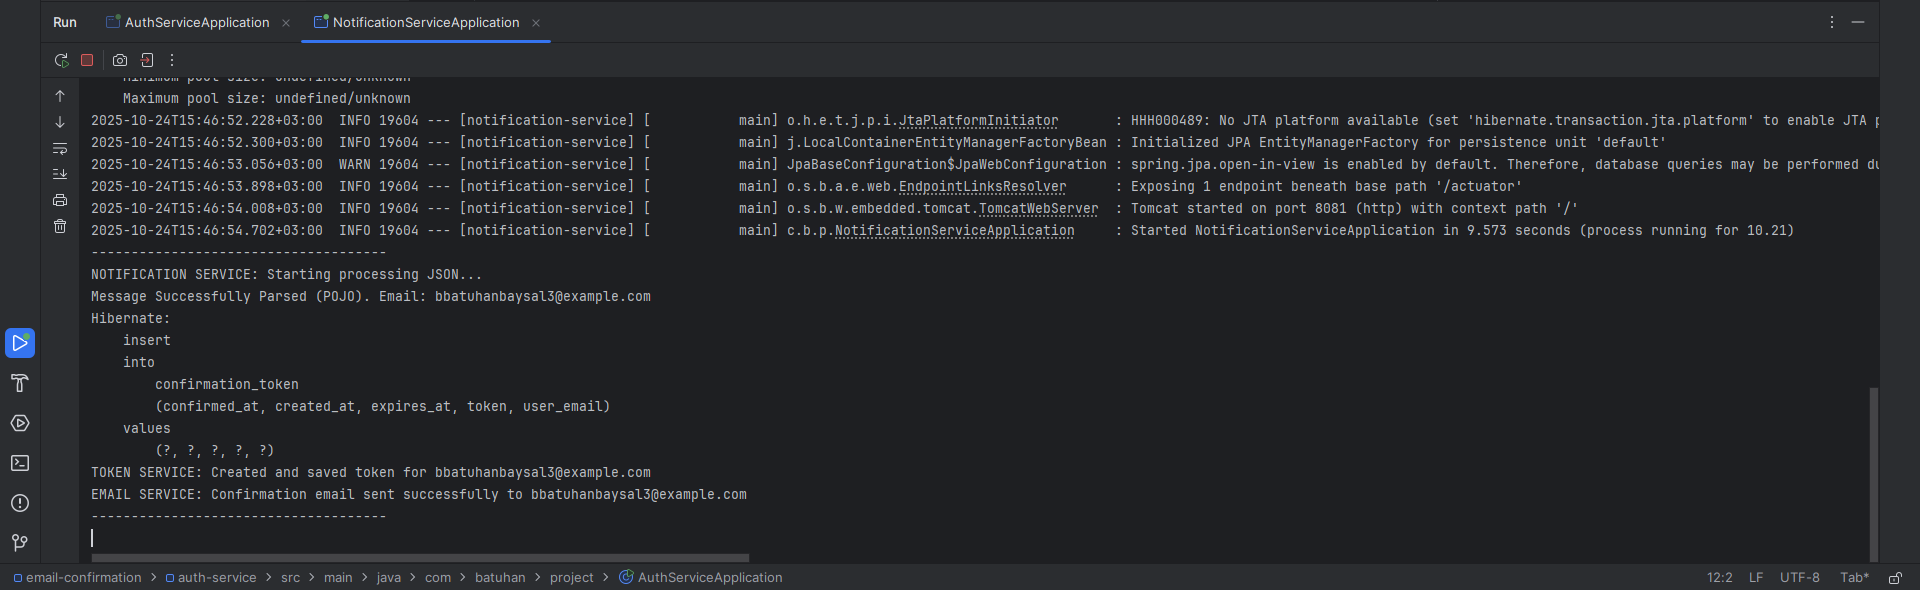 Run AuthServiceApplication NotificationServiceApplication
Minimum pool size: undefined/unknown
Maximum pool size: undefined/unknown
2025-10-24T15:46:52.228+03:00 INFO 19604 --- [notification-service] [ main] o.h.e.t.j.p.i.JtaPlatformInitiator : HHH000489: No JTA platform available (set 'hibernate.transaction.jta.platform' to enable JTA p
2025-10-24T15:46:52.300+03:00 INFO 19604 --- [notification-service] [ main] j.LocalContainerEntityManagerFactoryBean : Initialized JPA EntityManagerFactory for persistence unit 'default'
2025-10-24T15:46:53.056+03:00 WARN 19604 --- [notification-service] [ main] JpaBaseConfiguration$JpaWebConfiguration : spring.jpa.open-in-view is enabled by default. Therefore, database queries may be performed du
2025-10-24T15:46:53.898+03:00 INFO 19604 --- [notification-service] [ main] o.s.b.a.e.web.EndpointLinksResolver : Exposing 1 endpoint beneath base path '/actuator'
2025-10-24T15:46:54.008+03:00 INFO 19604 --- [notification-service] [ main] o.s.b.w.embedded.tomcat.TomcatWebServer : Tomcat started on port 8081 (http) with context path '/'
2025-10-24T15:46:54.702+03:00 INFO 19604 --- [notification-service] [ main] c.b.p.NotificationServiceApplication : Started NotificationServiceApplication in 9.573 seconds (process running for 10.21)
-------------------------------------
NOTIFICATION SERVICE: Starting processing JSON...
Message Successfully Parsed (POJO). Email: bbatuhanbaysal3@example.com
Hibernate:
insert
into
confirmation_token
(confirmed_at, created_at, expires_at, token, user_email)
values
(?, ?, ?, ?, ?)
TOKEN SERVICE: Created and saved token for bbatuhanbaysal3@example.com
EMAIL SERVICE: Confirmation email sent successfully to bbatuhanbaysal3@example.com
-------------------------------------
email-confirmation > auth-service > src > main > java > com > batuhan > project > AuthServiceApplication 12:2 LF UTF-8 Tab*